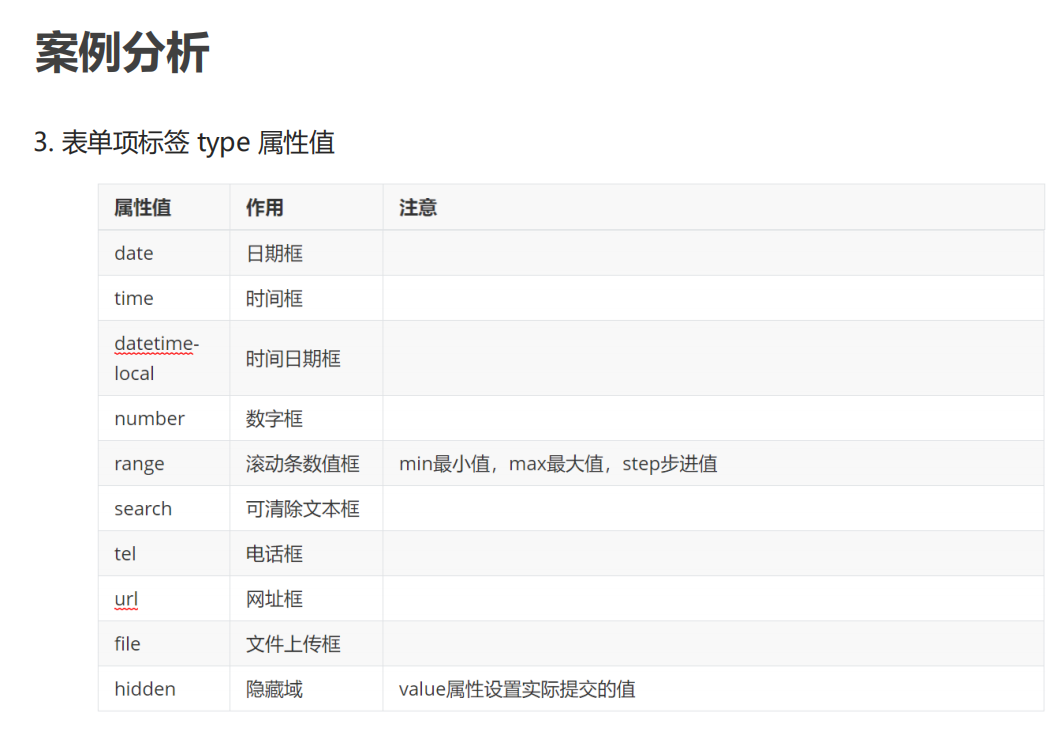 案例分析
3. 表单项标签 type 属性值
属性值 作用 注意
date 日期框
time 时间框
datetime-
local 时间日期框
number 数字框
range 滚动条数值框 min最小值，max最大值，step步进值
search 可清除文本框
tel 电话框
url 网址框
file 文件上传框
hidden 隐藏域 value属性设置实际提交的值